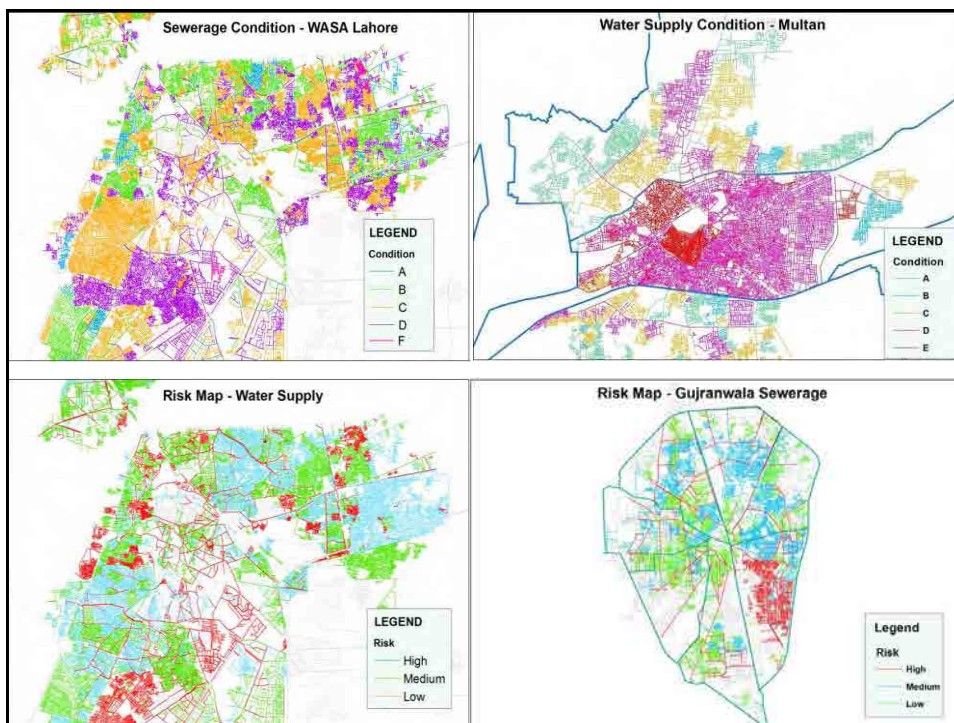 Sewerage Condition - WASA Lahore
LEGEND
A
B
C
D
F
Water Supply Condition - Multan
LEGEND
Condition
A
B
C
D
E
Risk Map - Water Supply
LEGEND
Risk
High
Medium
Low
Risk Map - Gujranwala Sewerage
Legend
Risk
High
Medium
Low